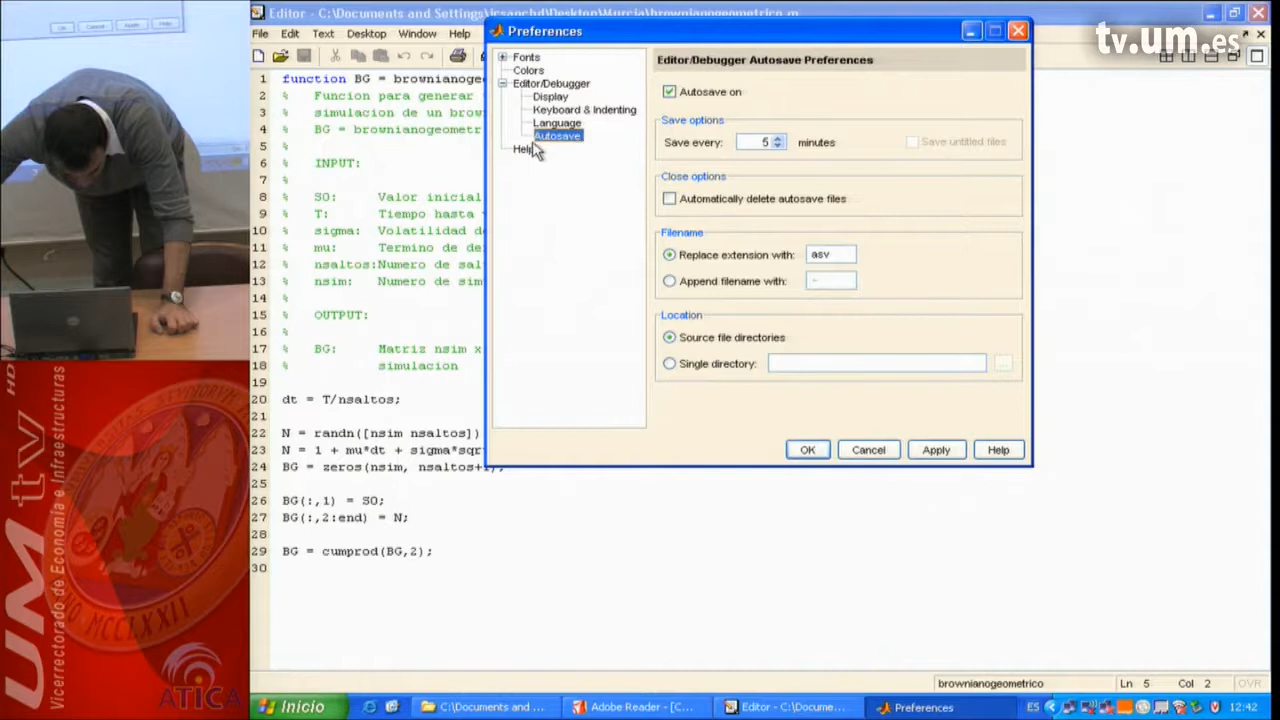 Editor - C:\Documents and Settings\jcsanchd\Desktop\Murcia\brownianogeometrico.m
tv.um.es
File Edit Text Desktop Window Help
Preferences
Fonts
Colors
Editor/Debugger
Display
Keyboard & Indenting
Language
Autosave
Help
Editor/Debugger Autosave Preferences
Autosave on
Save options
Save every: 5 minutes
Save untitled files
Close options
Automatically delete autosave files
Filename
Replace extension with: asv
Append filename with: ~
Location
Source file directories
Single directory:
...
OK Cancel Apply Help
1 function BG = brownianogeo
2 % Funcion para generar
3 % simulacion de un brow
4 % BG = brownianogeometr
5 %
6 % INPUT:
7 %
8 % S0: Valor inicial
9 % T: Tiempo hasta
10 % sigma: Volatilidad d
11 % mu: Termino de de
12 % nsaltos:Numero de sal
13 % nsim: Numero de sim
14 %
15 % OUTPUT:
16 %
17 % BG: Matriz nsim x
18 % simulacion
19
20 dt = T/nsaltos;
21
22 N = randn([nsim nsaltos])
23 N = 1 + mu*dt + sigma*sqr
24 BG = zeros(nsim, nsaltos+1);
25
26 BG(:,1) = S0;
27 BG(:,2:end) = N;
28
29 BG = cumprod(BG,2);
30
brownianogeometrico Ln 5 Col 2 OVR
Inicio
C:\Documents and ...
Adobe Reader - [C...
Editor - C:\Docume...
Preferences
ES
12:42
UMtv HD
Vicerrectorado de Economía e Infraestructuras
MCCLXXII
ATICA